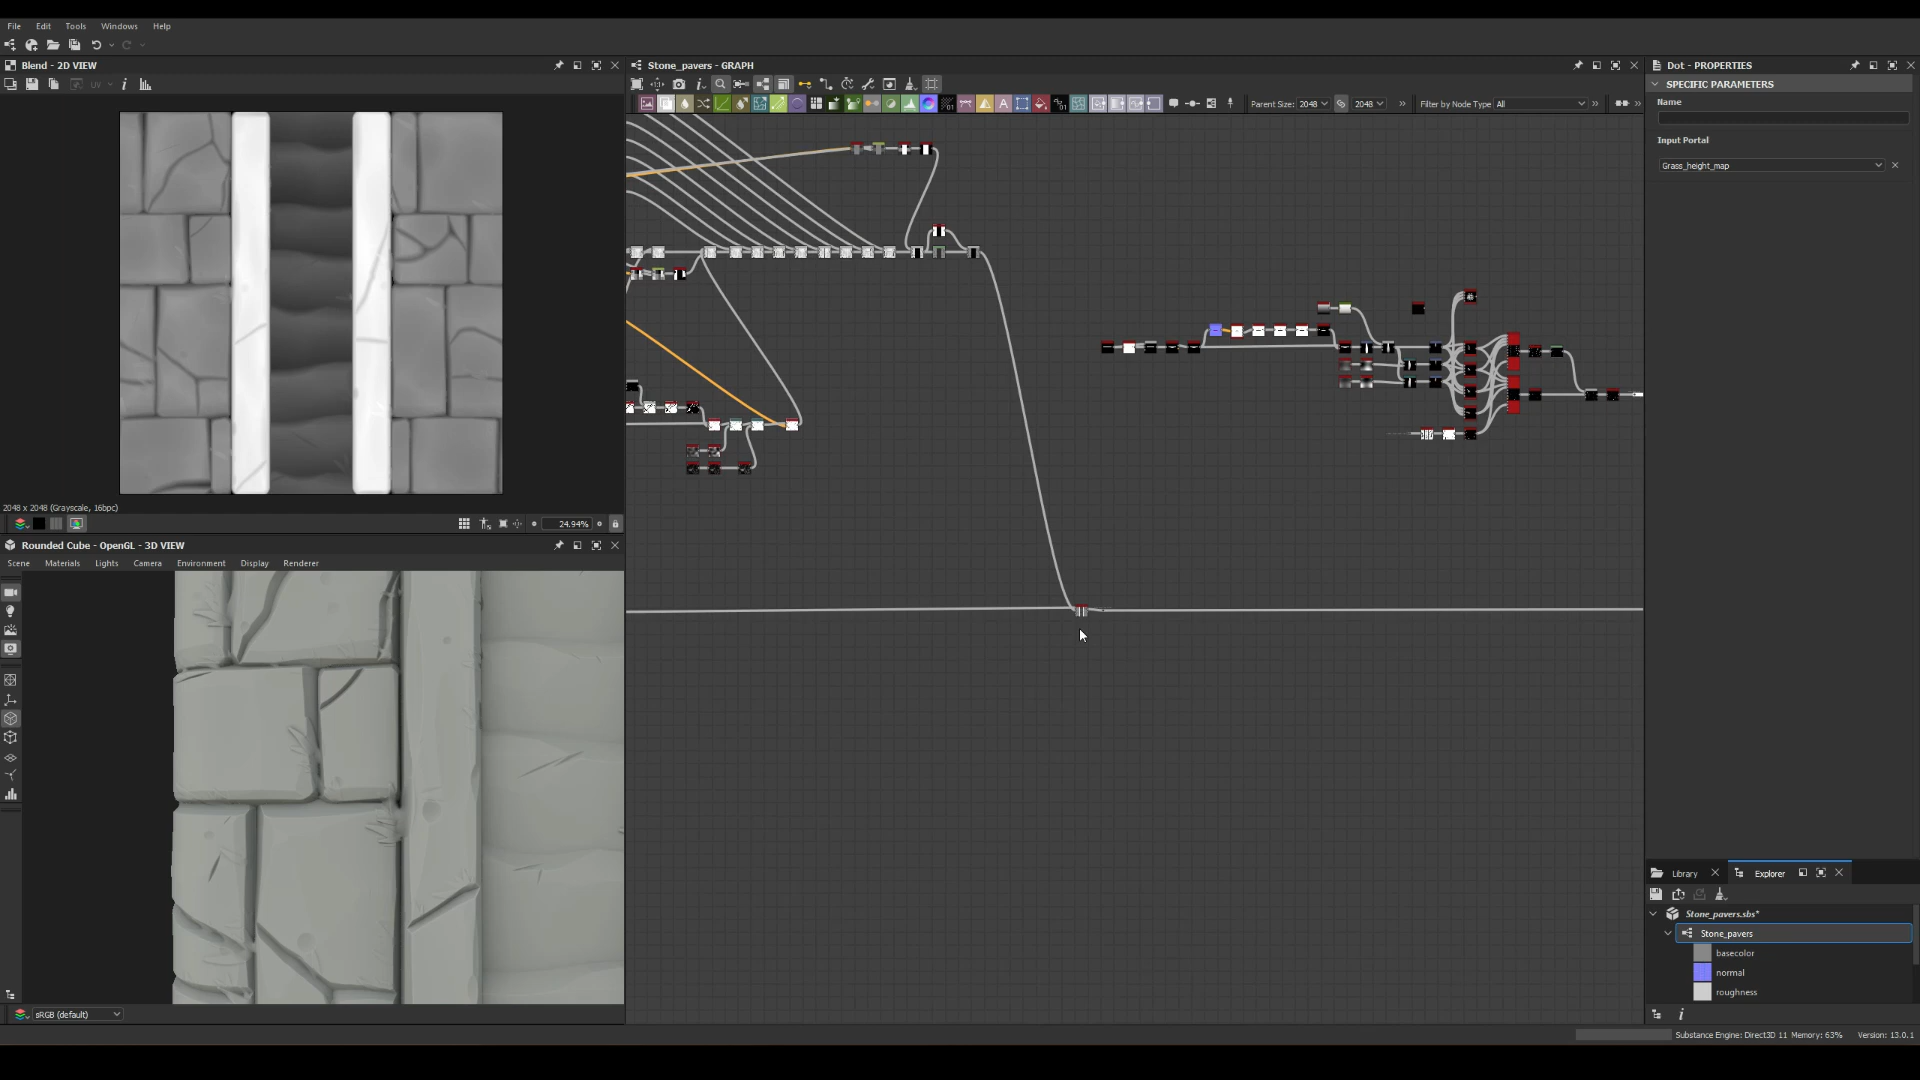 File Edit Tools Windows Help
Blend - 2D VIEW
Stone_pavers - GRAPH
Dot - PROPERTIES
UV
SPECIFIC PARAMETERS
Parent Size: 2048 2048 Filter by Node Type All
Name
Input Portal
Grass_height_map
2048 x 2048 (Grayscale, 16bpc)
24.94%
Rounded Cube - OpenGL - 3D VIEW
Scene Materials Lights Camera Environment Display Renderer
Library Explorer
Stone_pavers.sbs*
Stone_pavers
basecolor
normal
roughness
sRGB (default)
Substance Engine: Direct3D 11 Memory: 63% Version: 13.0.1